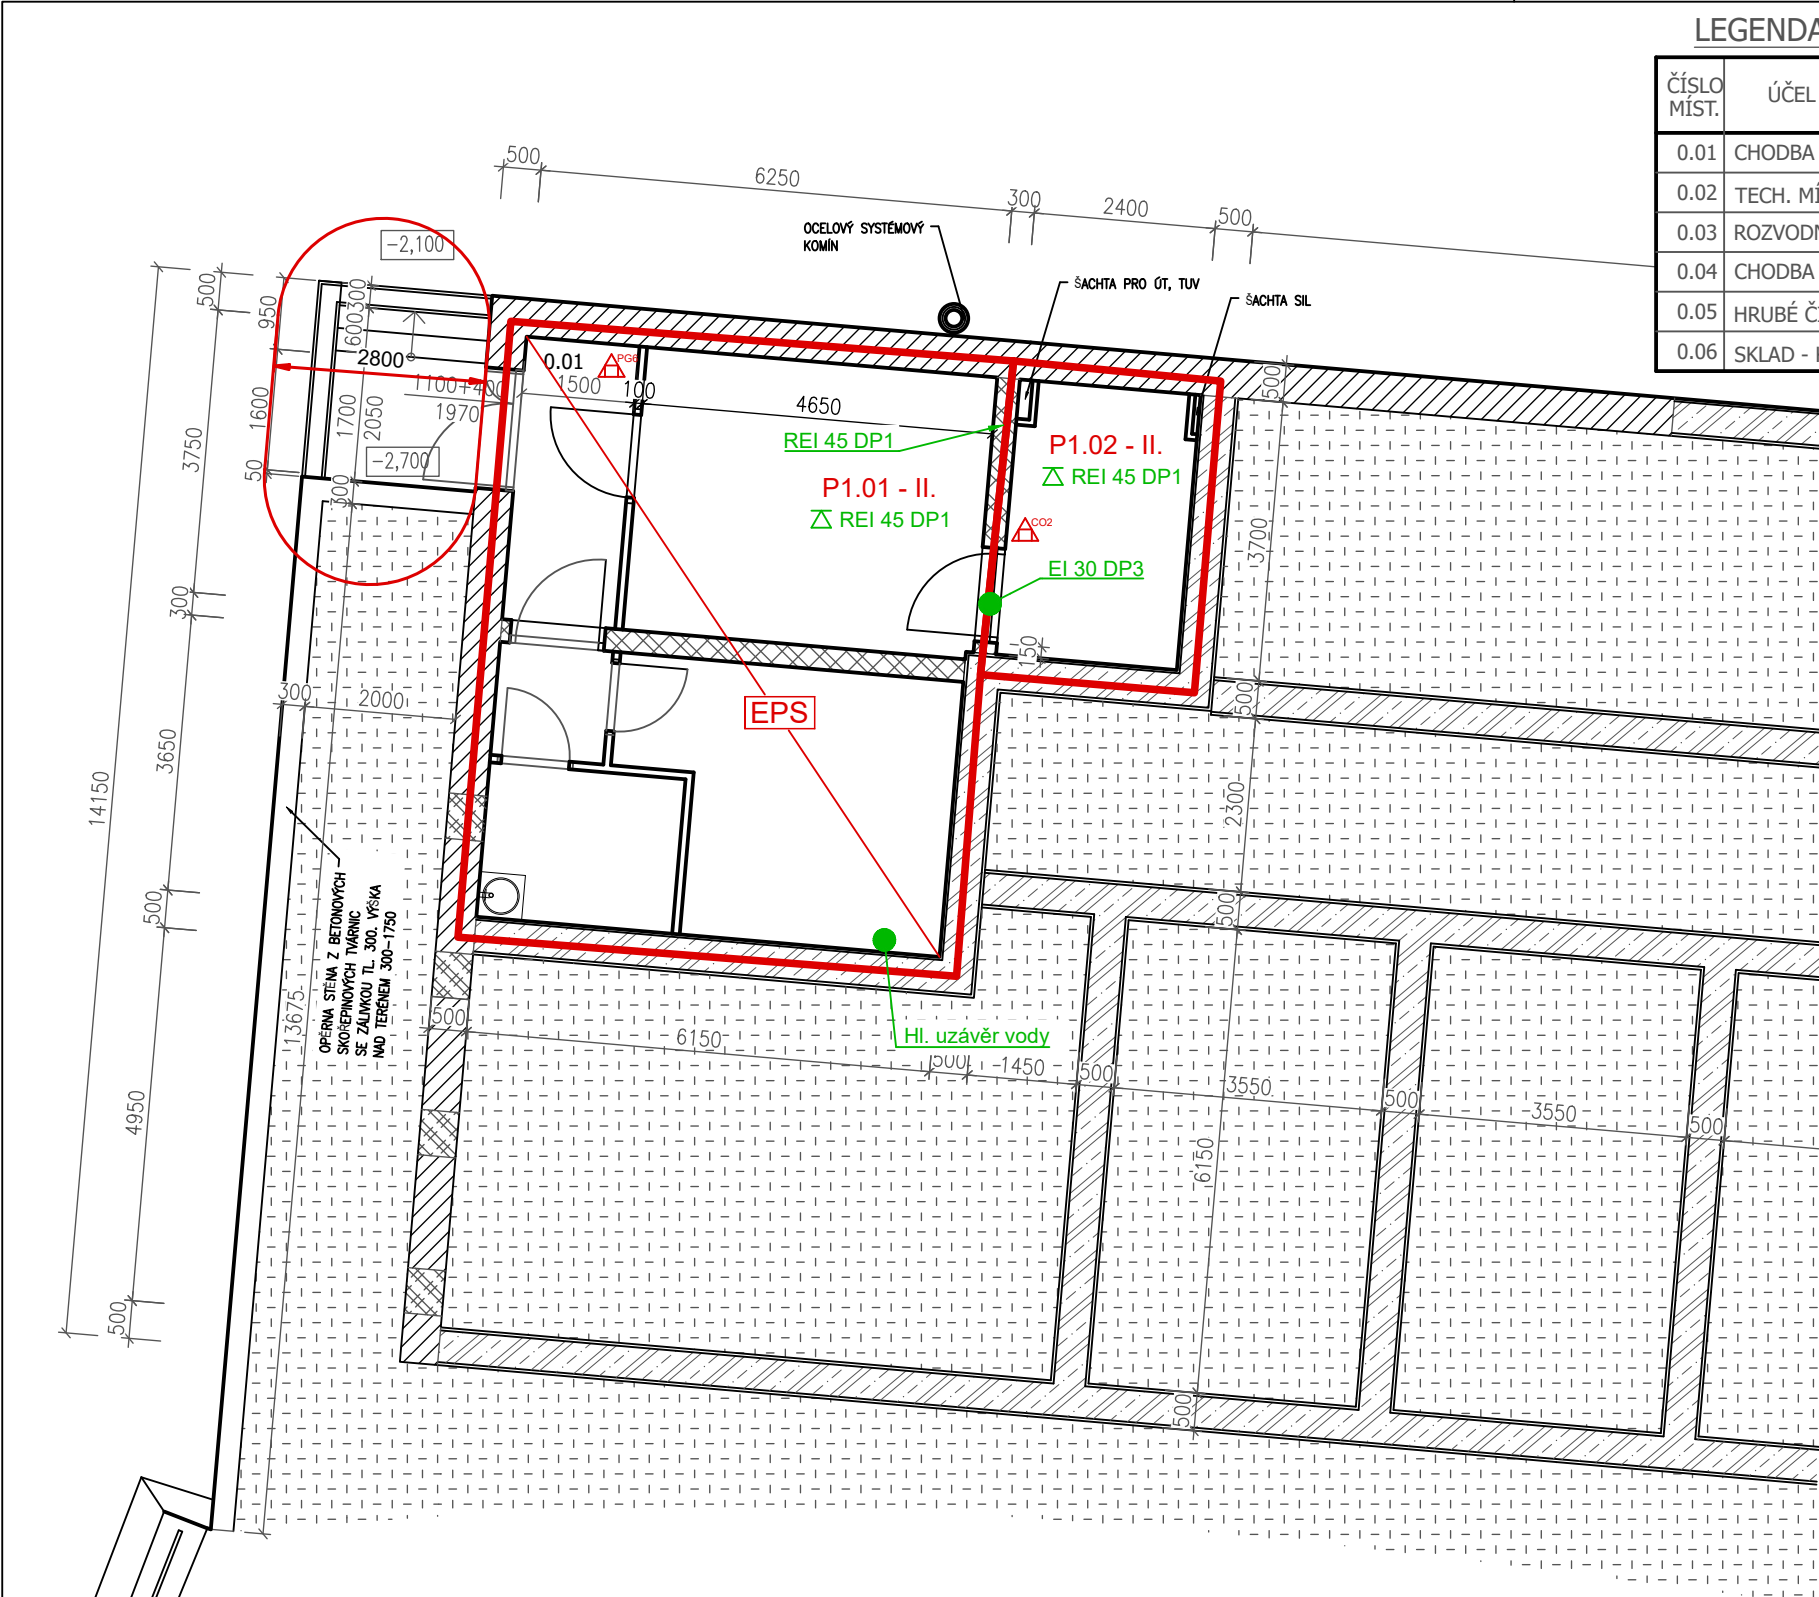 LEGENDA
ČÍSLO
MÍST.
ÚČEL
0.01 CHODBA
0.02 TECH.
0.03
0.04 CHODBA
0.05 HRUBÉ
0.06 SKLAD -
500
6250
300
2400
500
OCELOVÝ SYSTÉMOVÝ
KOMÍN
ŠACHTA PRO ÚT, TUV
ŠACHTA SIL
-2,100
500
950
300
600
2800
0.01
PG6
1500
100
4650
1100+400
1970
1600
1700
2050
3750
50
-2,700
300
REI 45 DP1
P1.02 - II.
REI 45 DP1
P1.01 - II.
REI 45 DP1
CO2
EI 30 DP3
500
3700
300
150
300
2000
EPS
500
3650
14150
2300
500
500
OPĚRNA STĚNA Z BETONOVÝCH
SKOŘEPINOVÝCH TVÁRNIC
SE ZÁLIVKOU TL. 300. VÝŠKA
NAD TERÉNEM 300-1750
13675
500
6150
Hl. uzávěr vody
500
1450
500
3550
500
3550
500
4950
6150
500
500